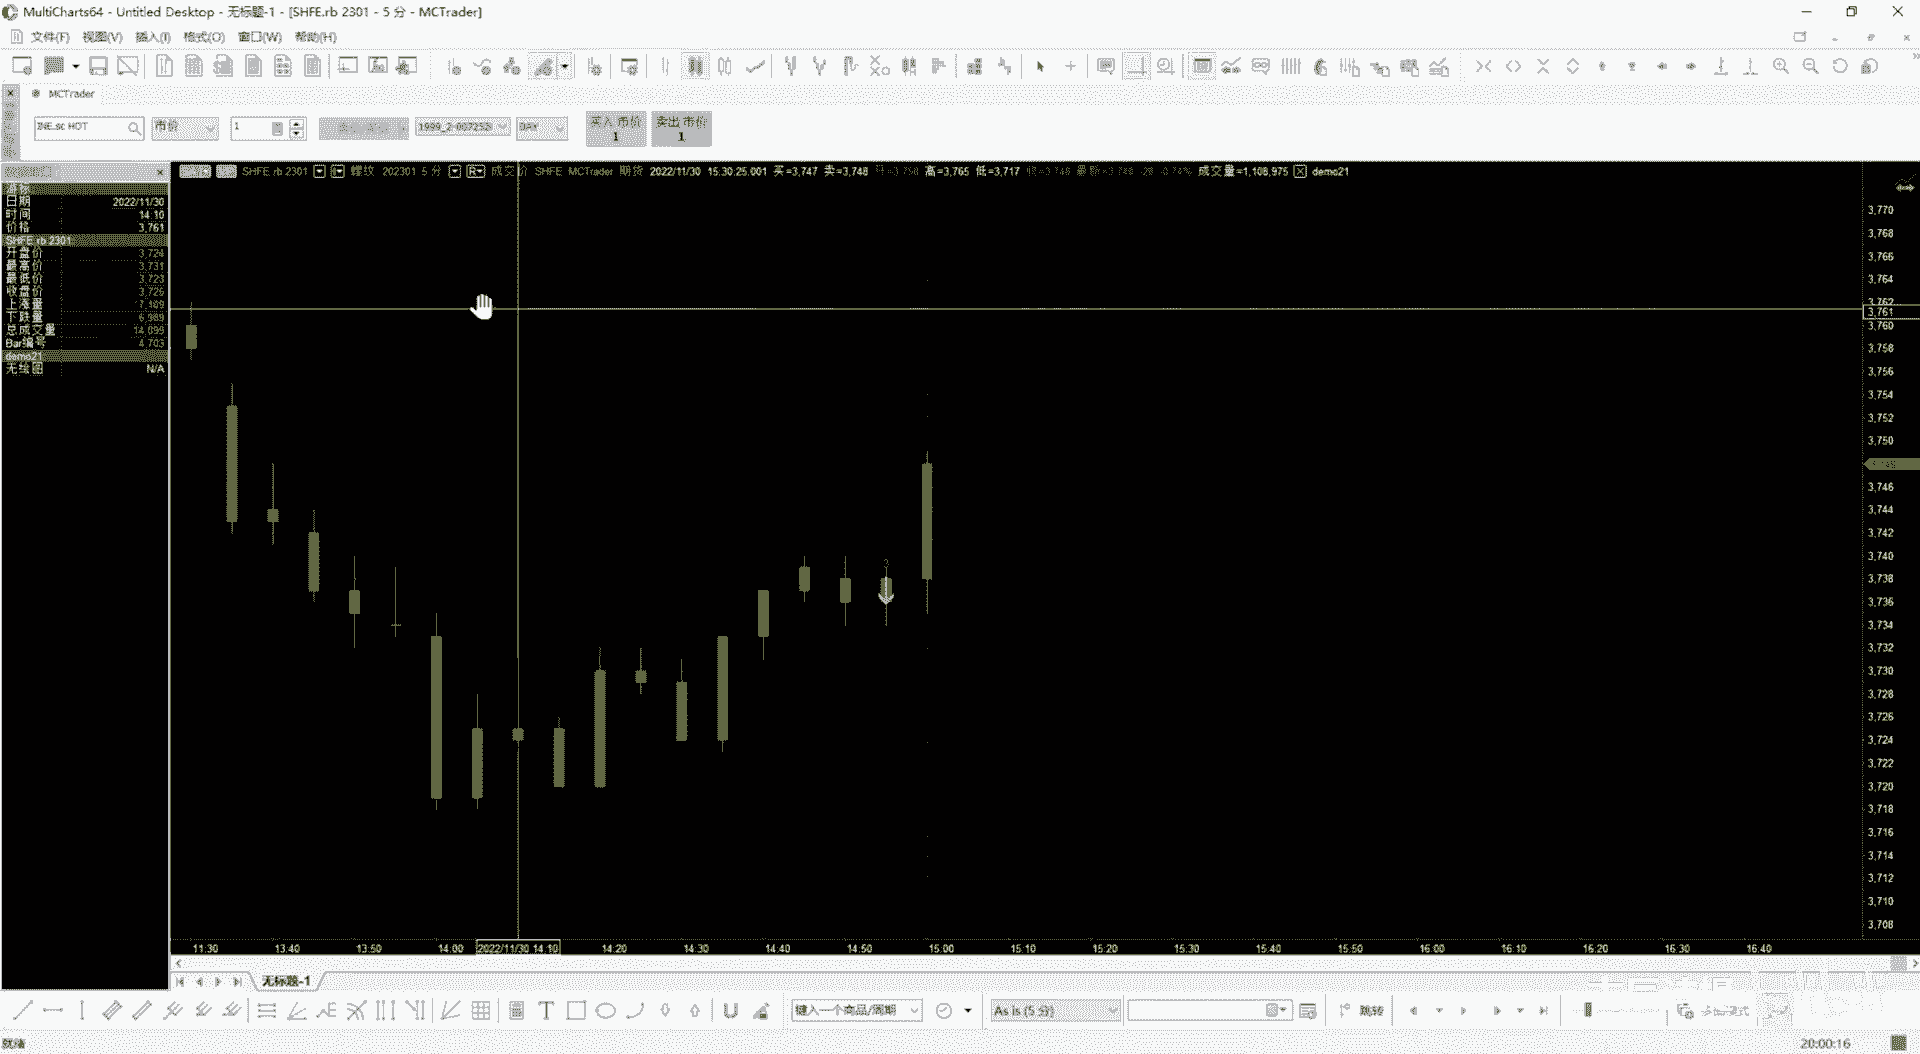 MultiCharts64 - Untitled Desktop - 无标题-1 - [SHFE.rb 2301 - 5 分 - MCTrader]
文件(F) 视图(V) 插入(I) 格式(O) 窗口(W) 帮助(H)
MCTrader
INE.sc HOT 市价 1 DAY 买入 市价 1 卖出 市价 1
SHFE rb 2301 螺纹 202301 5 分 成交价 SHFE MCTrader 期货 2022/11/30 15:30:25.001 买=3,747 卖=3,748 高=3,765 低=3,717 成交量=1,108,975 demo21
游标
日期 2022/11/30
时间 14:10
价格 3,761
SHFE rb 2301
开盘价 3,724
最高价 3,731
最低价 3,723
收盘价 3,725
上涨量
下跌量 6,989
总成交量 14,099
Bar编号 4,703
demo21
无绘图 N/A
3,770
3,768
3,766
3,764
3,762
3,761
3,760
3,758
3,756
3,754
3,752
3,750
3,746
3,744
3,742
3,740
3,738
3,736
3,734
3,732
3,730
3,728
3,726
3,724
3,722
3,720
3,718
3,716
3,714
3,712
3,710
3,708
11:30 13:40 13:50 14:00 2022/11/30 14:10 14:20 14:30 14:40 14:50 15:00 15:10 15:20 15:30 15:40 15:50 16:00 16:10 16:20 16:30 16:40
无标题-1
键入一个商品/周期 As is (5 分) 跳转
就绪 20:00:16